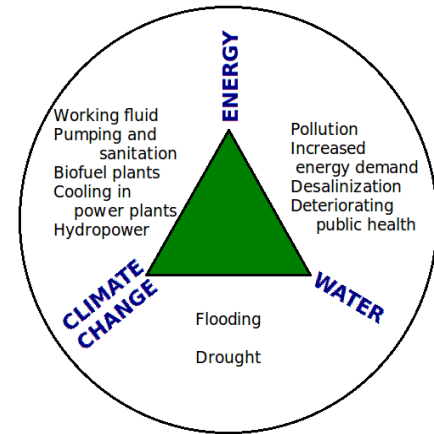 ENERGY
Working fluid
Pumping and
sanitation
Biofuel plants
Cooling in
power plants
Hydropower
Pollution
Increased
energy demand
Desalinization
Deteriorating
public health
CLIMATE
CHANGE
WATER
Flooding
Drought